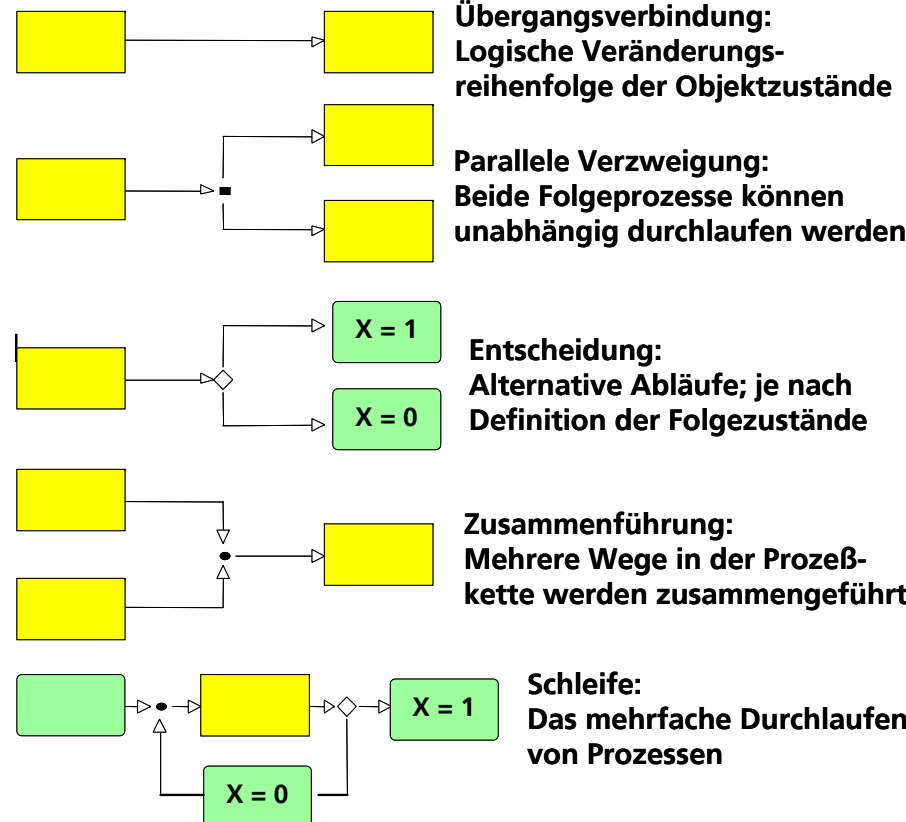 Übergangsverbindung:
Logische Veränderungs-
reihenfolge der Objektzustände
Parallele Verzweigung:
Beide Folgeprozesse können
unabhängig durchlaufen werden
X = 1
X = 0
Entscheidung:
Alternative Abläufe; je nach
Definition der Folgezustände
Zusammenführung:
Mehrere Wege in der Prozeß-
kette werden zusammengeführt
X = 1
X = 0
Schleife:
Das mehrfache Durchlaufen
von Prozessen